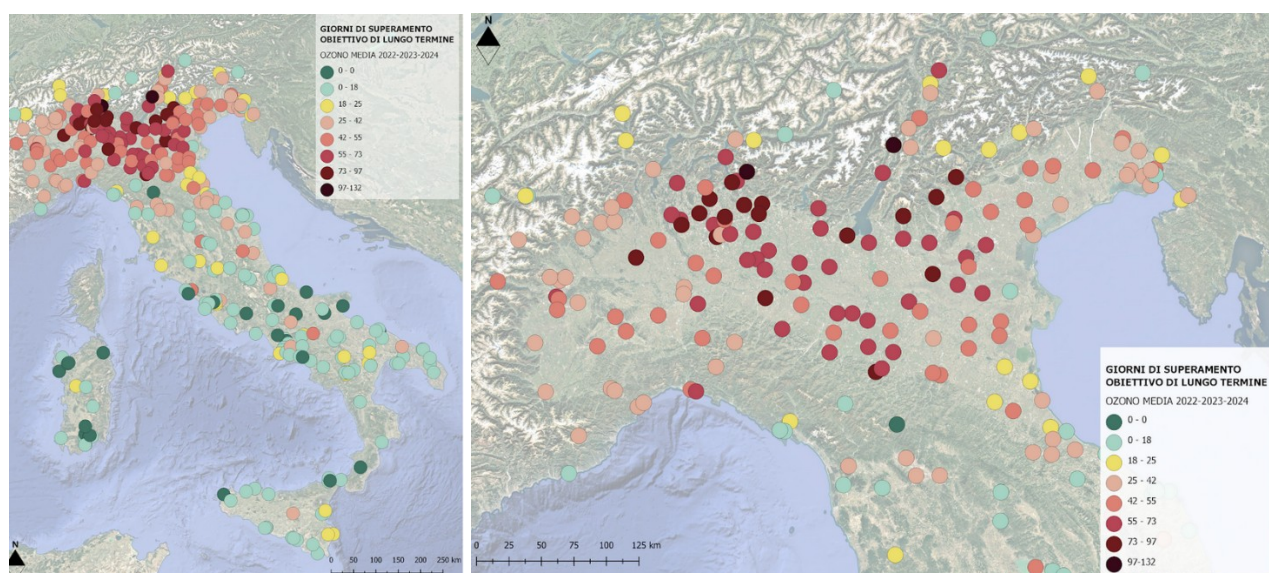 N
GIORNI DI SUPERAMENTO
OBIETTIVO DI LUNGO TERMINE
OZONO MEDIA 2022-2023-2024
0 - 0
0 - 18
18 - 25
25 - 42
42 - 55
55 - 73
73 - 97
97-132
N
0 50 100 150 200 250 km
N
0 25 50 75 100 125 km
GIORNI DI SUPERAMENTO
OBIETTIVO DI LUNGO TERMINE
OZONO MEDIA 2022-2023-2024
0 - 0
0 - 18
18 - 25
25 - 42
42 - 55
55 - 73
73 - 97
97-132